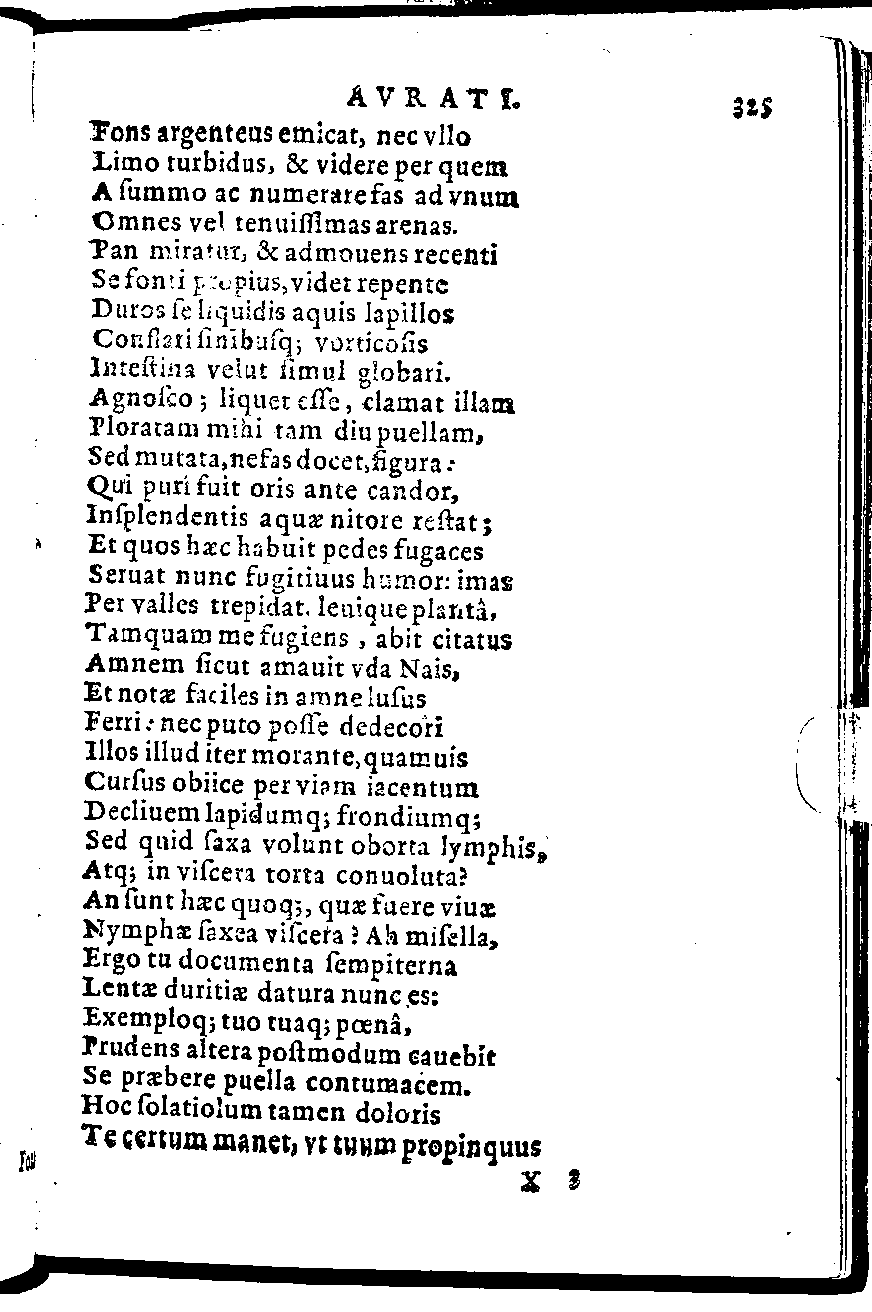 AVRATI.
325
Fons argenteus emicat, nec vllo
Limo turbidus, & videre per quem
A ſummo ac numerare fas ad vnum
Omnes vel tenuiſſimas arenas.
Pan miratur, & admouens recenti
Se fonti propius, videt repente
Duros ſe liquidis aquis lapillos
Conflari ſinibuſq; vorticoſis
Inteſtina velut ſimul globari.
Agnoſco; liquet eſſe, clamat illam
Ploratam mihi tam diu puellam,
Sed mutata, nefas docet, figura:
Qui puri fuit oris ante candor,
Inſplendentis aquæ nitore reſtat;
Et quos hæc habuit pedes fugaces
Seruat nunc fugitiuus humor: imas
Per valles trepidat. leuique plantâ,
Tamquam me fugiens, abit citatus
Amnem ſicut amauit vda Nais,
Et notæ faciles in amne luſus
Ferri: nec puto poſſe dedecori
Illos illud iter morante, quamuis
Curſus obiice per viam iacentum
Decliuem lapidumq; frondiumq;
Sed quid ſaxa volunt oborta lymphis,
Atq; in viſcera torta conuoluta?
An ſunt hæc quoq;, quæ fuere viuæ
Nymphæ ſaxea viſcera? Ah miſella,
Ergo tu documenta ſempiterna
Lentæ duritiæ datura nunc es:
Exemploq; tuo tuaq; pœnâ,
Prudens altera poſtmodum cauebit
Se præbere puella contumacem.
Hoc ſolatiolum tamen doloris
Te certum manet, vt tuum propinquus
X 3